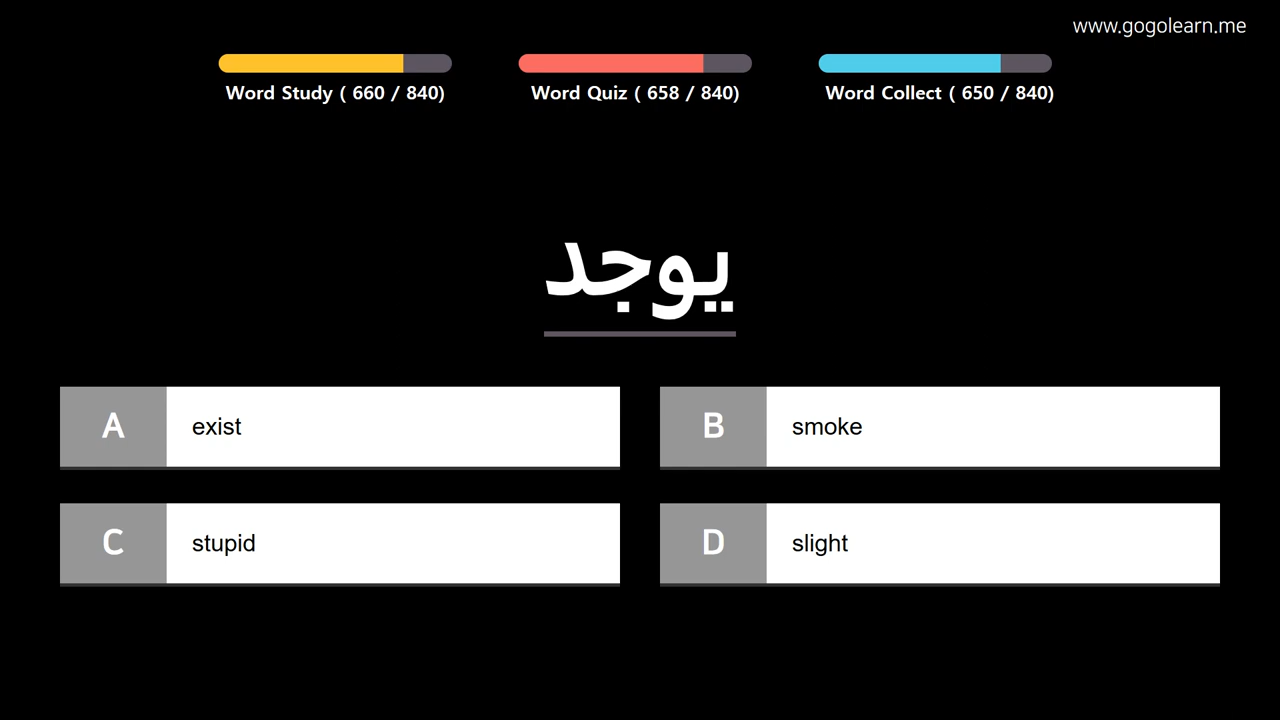 www.gogolearn.me
Word Study ( 660 / 840)
Word Quiz ( 658 / 840)
Word Collect ( 650 / 840)
يوجد
A exist
B smoke
C stupid
D slight